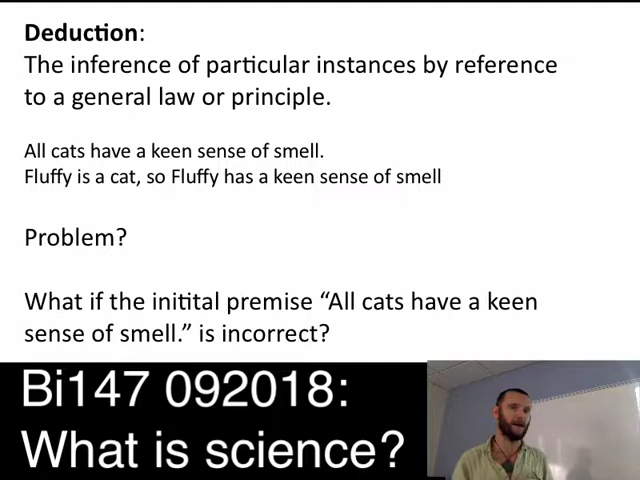 Deduction:
The inference of particular instances by reference
to a general law or principle.
All cats have a keen sense of smell.
Fluffy is a cat, so Fluffy has a keen sense of smell
Problem?
What if the initital premise “All cats have a keen
sense of smell.” is incorrect?
Bi147 092018:
What is science?